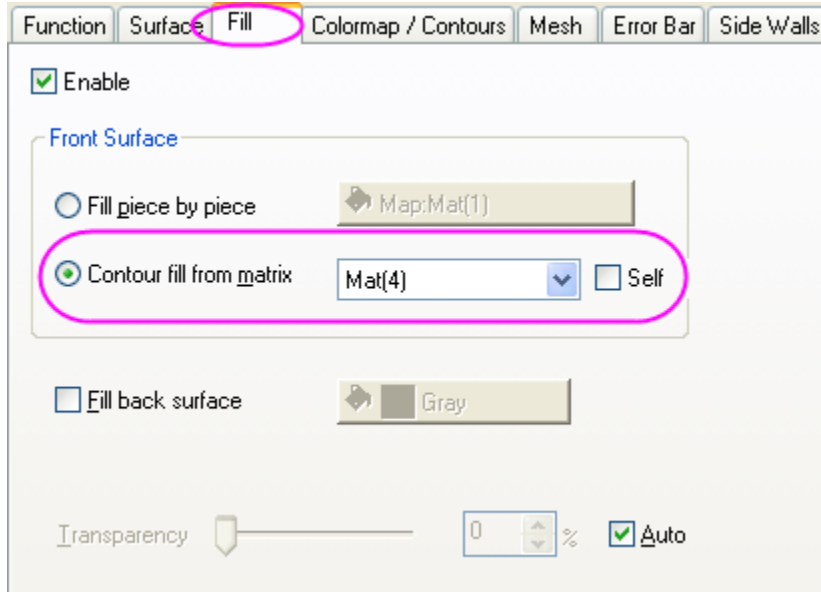 Function Surface Fill Colormap / Contours Mesh Error Bar Side Walls
Enable
Front Surface
Fill piece by piece Map:Mat(1)
Contour fill from matrix Mat(4) Self
Fill back surface Gray
Transparency 0 % Auto